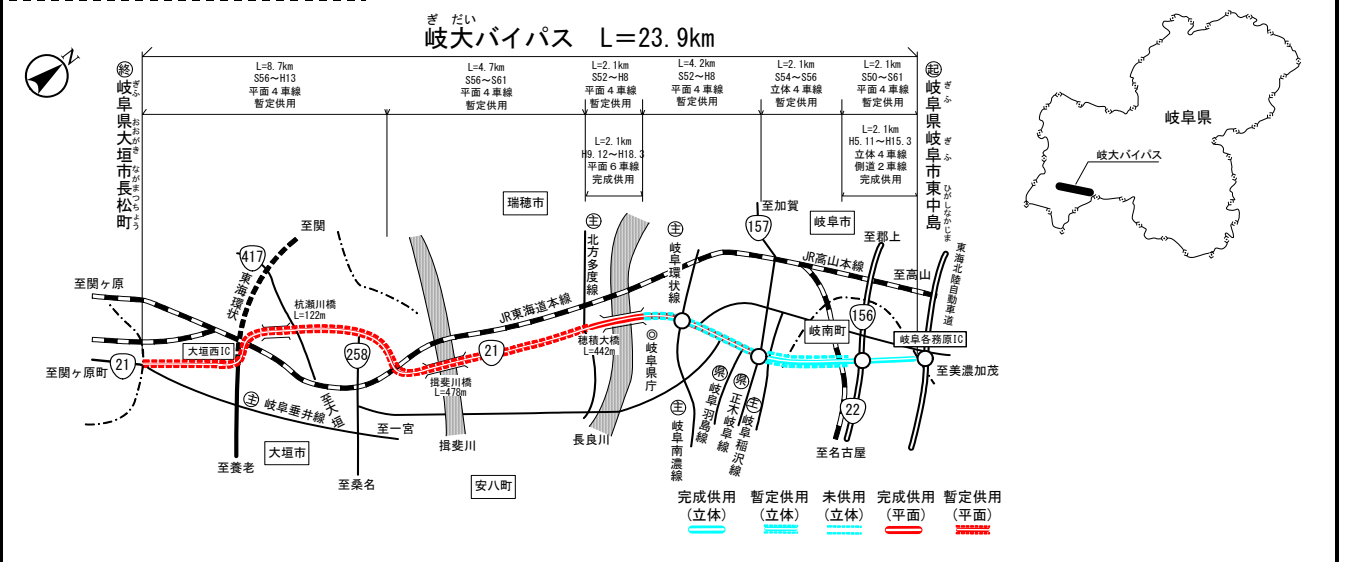 ぎ だい
岐大バイパス L=23.9km
N
終
岐阜県大垣市長松町
ぎふ おおがき ながまつちょう
L=8.7km
S56~H13
平面４車線
暫定供用
L=4.7km
S56~S61
平面４車線
暫定供用
L=2.1km
S52~H8
平面４車線
暫定供用
L=4.2km
S52~H8
平面４車線
暫定供用
L=2.1km
S54~S56
立体４車線
暫定供用
L=2.1km
S50~S61
平面４車線
暫定供用
L=2.1km
H9.12~H18.3
平面６車線
完成供用
L=2.1km
H5.11~H15.3
立体４車線
側道２車線
完成供用
起
岐阜県岐阜市東中島
ぎふ ぎふ ひがしなかじま
岐阜県
岐大バイパス
瑞穂市
岐阜市
至加賀
157
至郡上
至関
417
東海環状
至関ヶ原
杭瀬川橋
L=122m
JR東海道本線
主
北方多度線
主
岐阜環状線
JR高山本線
至高山
東海北陸自動車道
大垣西IC
258
21
穂積大橋
L=442m
◎岐阜県庁
岐南町
156
岐阜各務原IC
21
至関ヶ原町
揖斐川橋
L=478m
至美濃加茂
主
岐阜垂井線
至大垣
至一宮
揖斐川
長良川
主
岐阜南濃線
県
岐阜羽島線
県
正木岐阜線
主
岐阜稲沢線
22
至名古屋
大垣市
至養老
至桑名
安八町
完成供用
(立体)
暫定供用
(立体)
未供用
(立体)
完成供用
(平面)
暫定供用
(平面)